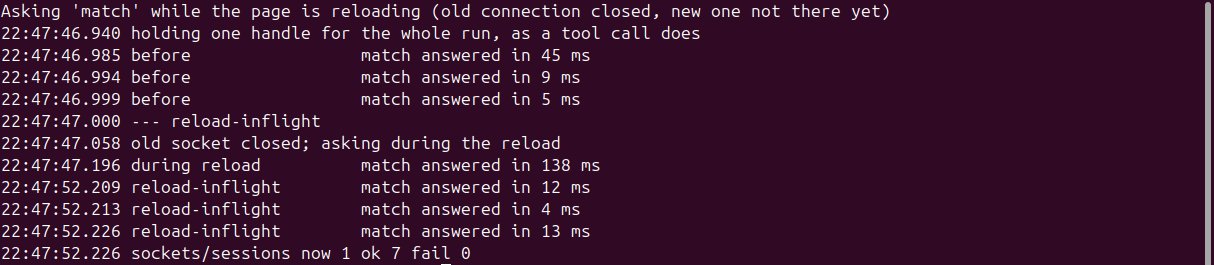 Asking 'match' while the page is reloading (old connection closed, new one not there yet)
22:47:46.940 holding one handle for the whole run, as a tool call does
22:47:46.985 before                 match answered in 45 ms
22:47:46.994 before                 match answered in 9 ms
22:47:46.999 before                 match answered in 5 ms
22:47:47.000 --- reload-inflight
22:47:47.058 old socket closed; asking during the reload
22:47:47.196 during reload          match answered in 138 ms
22:47:52.209 reload-inflight        match answered in 12 ms
22:47:52.213 reload-inflight        match answered in 4 ms
22:47:52.226 reload-inflight        match answered in 13 ms
22:47:52.226 sockets/sessions now 1 ok 7 fail 0